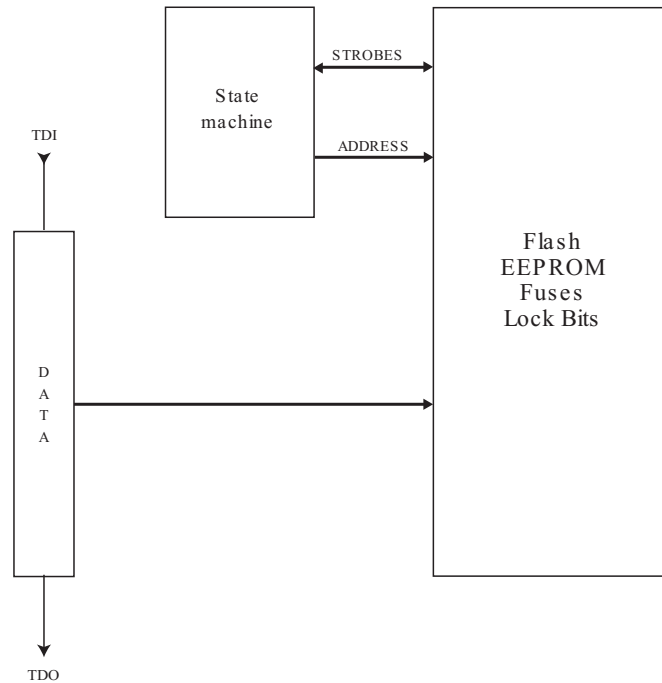 STROBES
State
machine
TDI
ADDRESS
Flash
EEPROM
Fuses
Lock Bits
D
A
T
A
TDO